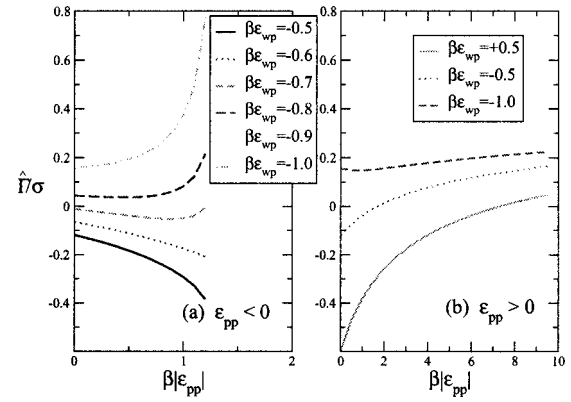 0.8
0.6
0.4
0.2
0
-0.2
-0.4
Γ̂/σ
βε_wp=-0.5
βε_wp=-0.6
βε_wp=-0.7
βε_wp=-0.8
βε_wp=-0.9
βε_wp=-1.0
(a) ε_pp < 0
0 1 2
β|ε_pp|
βε_wp=+0.5
βε_wp=-0.5
βε_wp=-1.0
(b) ε_pp > 0
0 2 4 6 8 10
β|ε_pp|